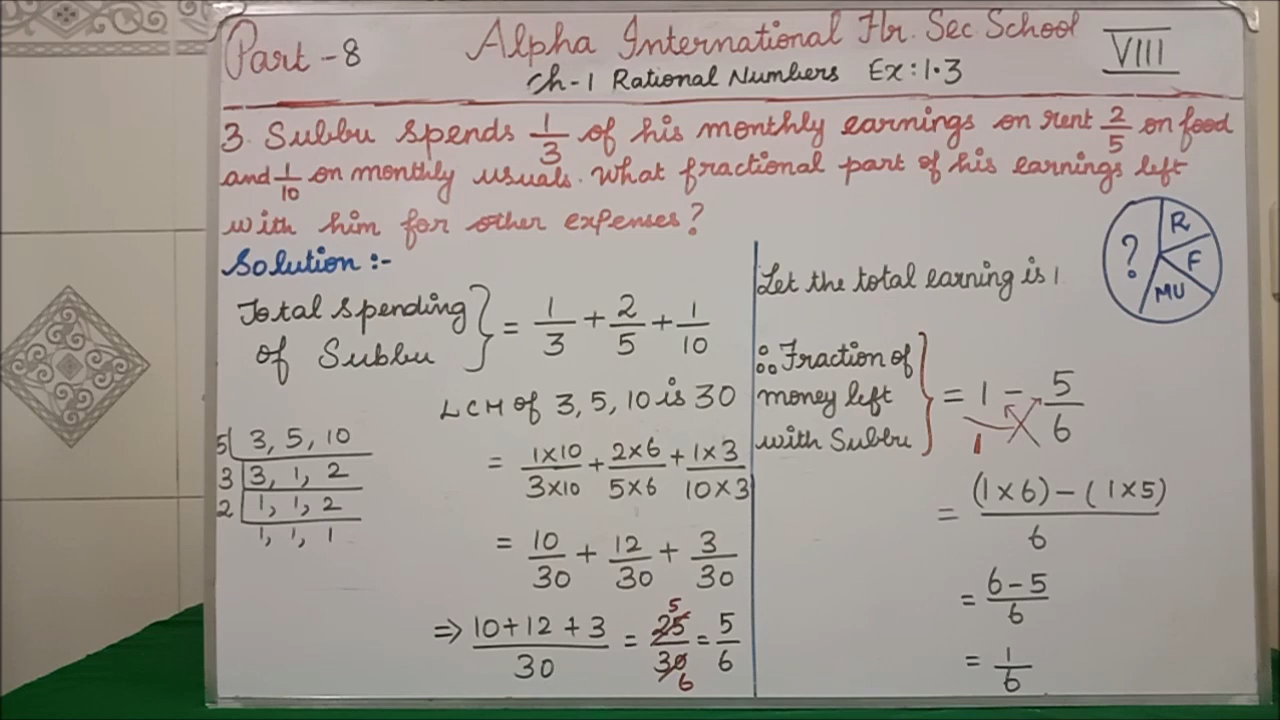 Part - 8
Alpha International Hr. Sec School
VIII
Ch-1 Rational Numbers Ex: 1.3
3. Subbu spends 1/3 of his monthly earnings on rent 2/5 on food
and 1/10 on monthly usuals. What fractional part of his earnings left
with him for other expenses?
Solution :-
Total spending
of Subbu } = 1/3 + 2/5 + 1/10
LCM of 3, 5, 10 is 30
5 | 3, 5, 10
3 | 3, 1, 2
2 | 1, 1, 2
1, 1, 1
= 1×10/3×10 + 2×6/5×6 + 1×3/10×3
= 10/30 + 12/30 + 3/30
⇒ 10+12+3/30 = 25/30 = 5/6
5
6
R
F
MU
?
Let the total earning is 1
∴ Fraction of
money left
with Subbu } = 1 - 5/6
1
= (1×6) - (1×5)/6
= 6-5/6
= 1/6